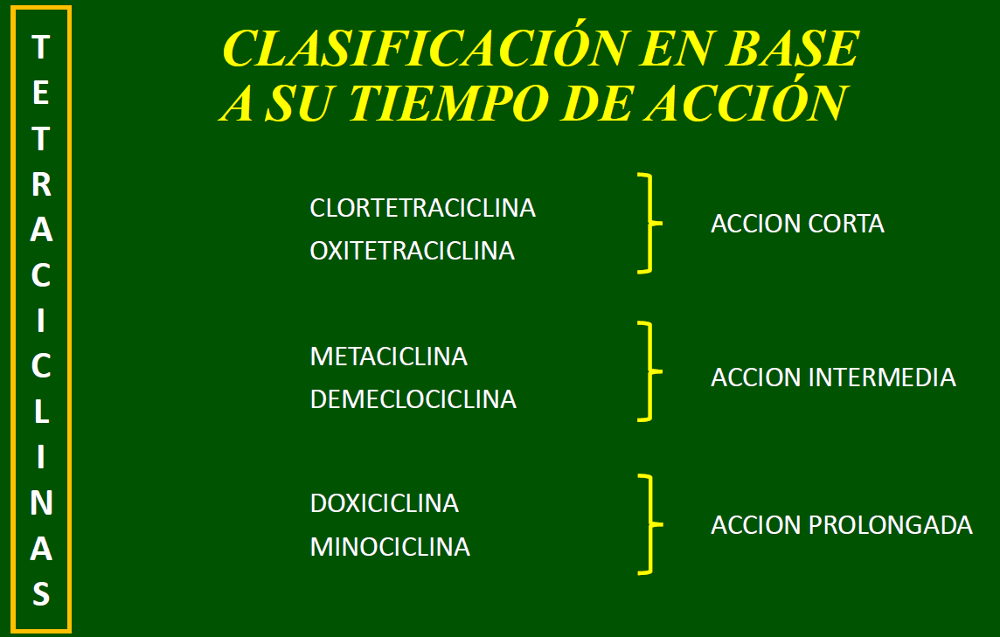 TETRACICLINAS
CLASIFICACIÓN EN BASE
A SU TIEMPO DE ACCIÓN
CLORTETRACICLINA
OXITETRACICLINA
ACCION CORTA
METACICLINA
DEMECLOCICLINA
ACCION INTERMEDIA
DOXICICLINA
MINOCICLINA
ACCION PROLONGADA